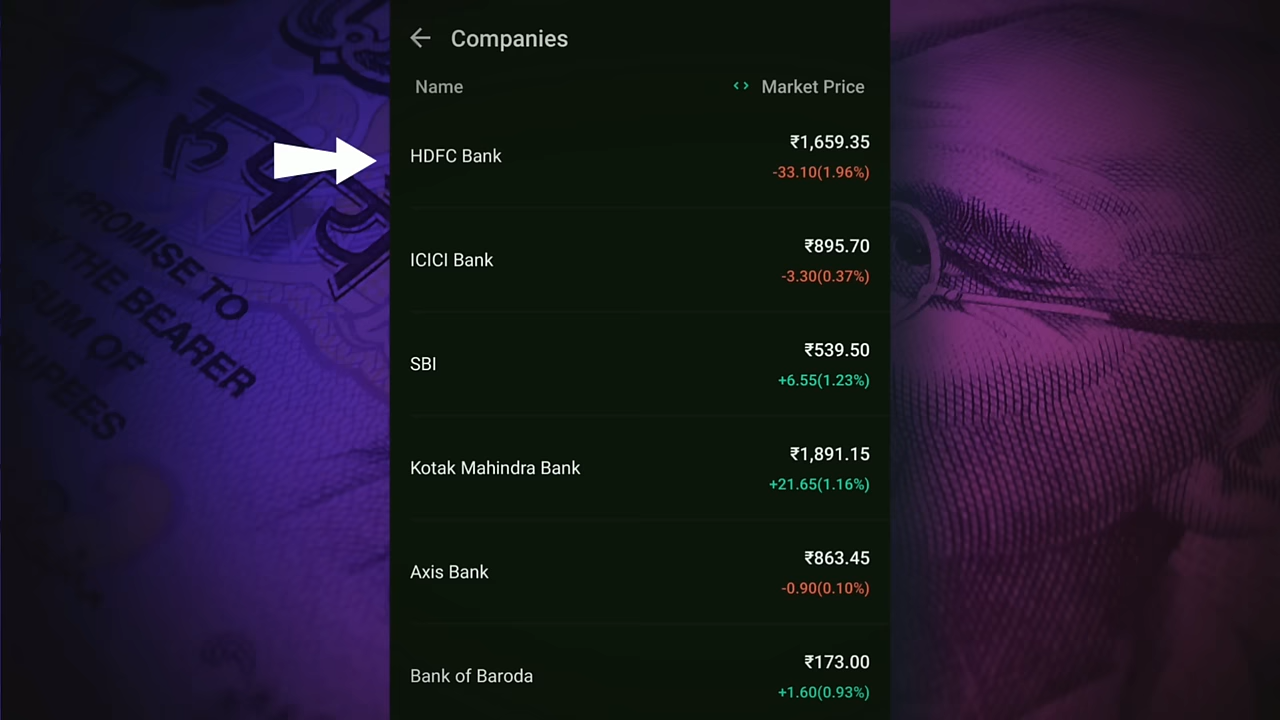 Companies
Name
Market Price
HDFC Bank
₹1,659.35
-33.10(1.96%)
ICICI Bank
₹895.70
-3.30(0.37%)
SBI
₹539.50
+6.55(1.23%)
Kotak Mahindra Bank
₹1,891.15
+21.65(1.16%)
Axis Bank
₹863.45
-0.90(0.10%)
Bank of Baroda
₹173.00
+1.60(0.93%)
PROMISE TO
THE BEARER
SUM OF
RUPEES